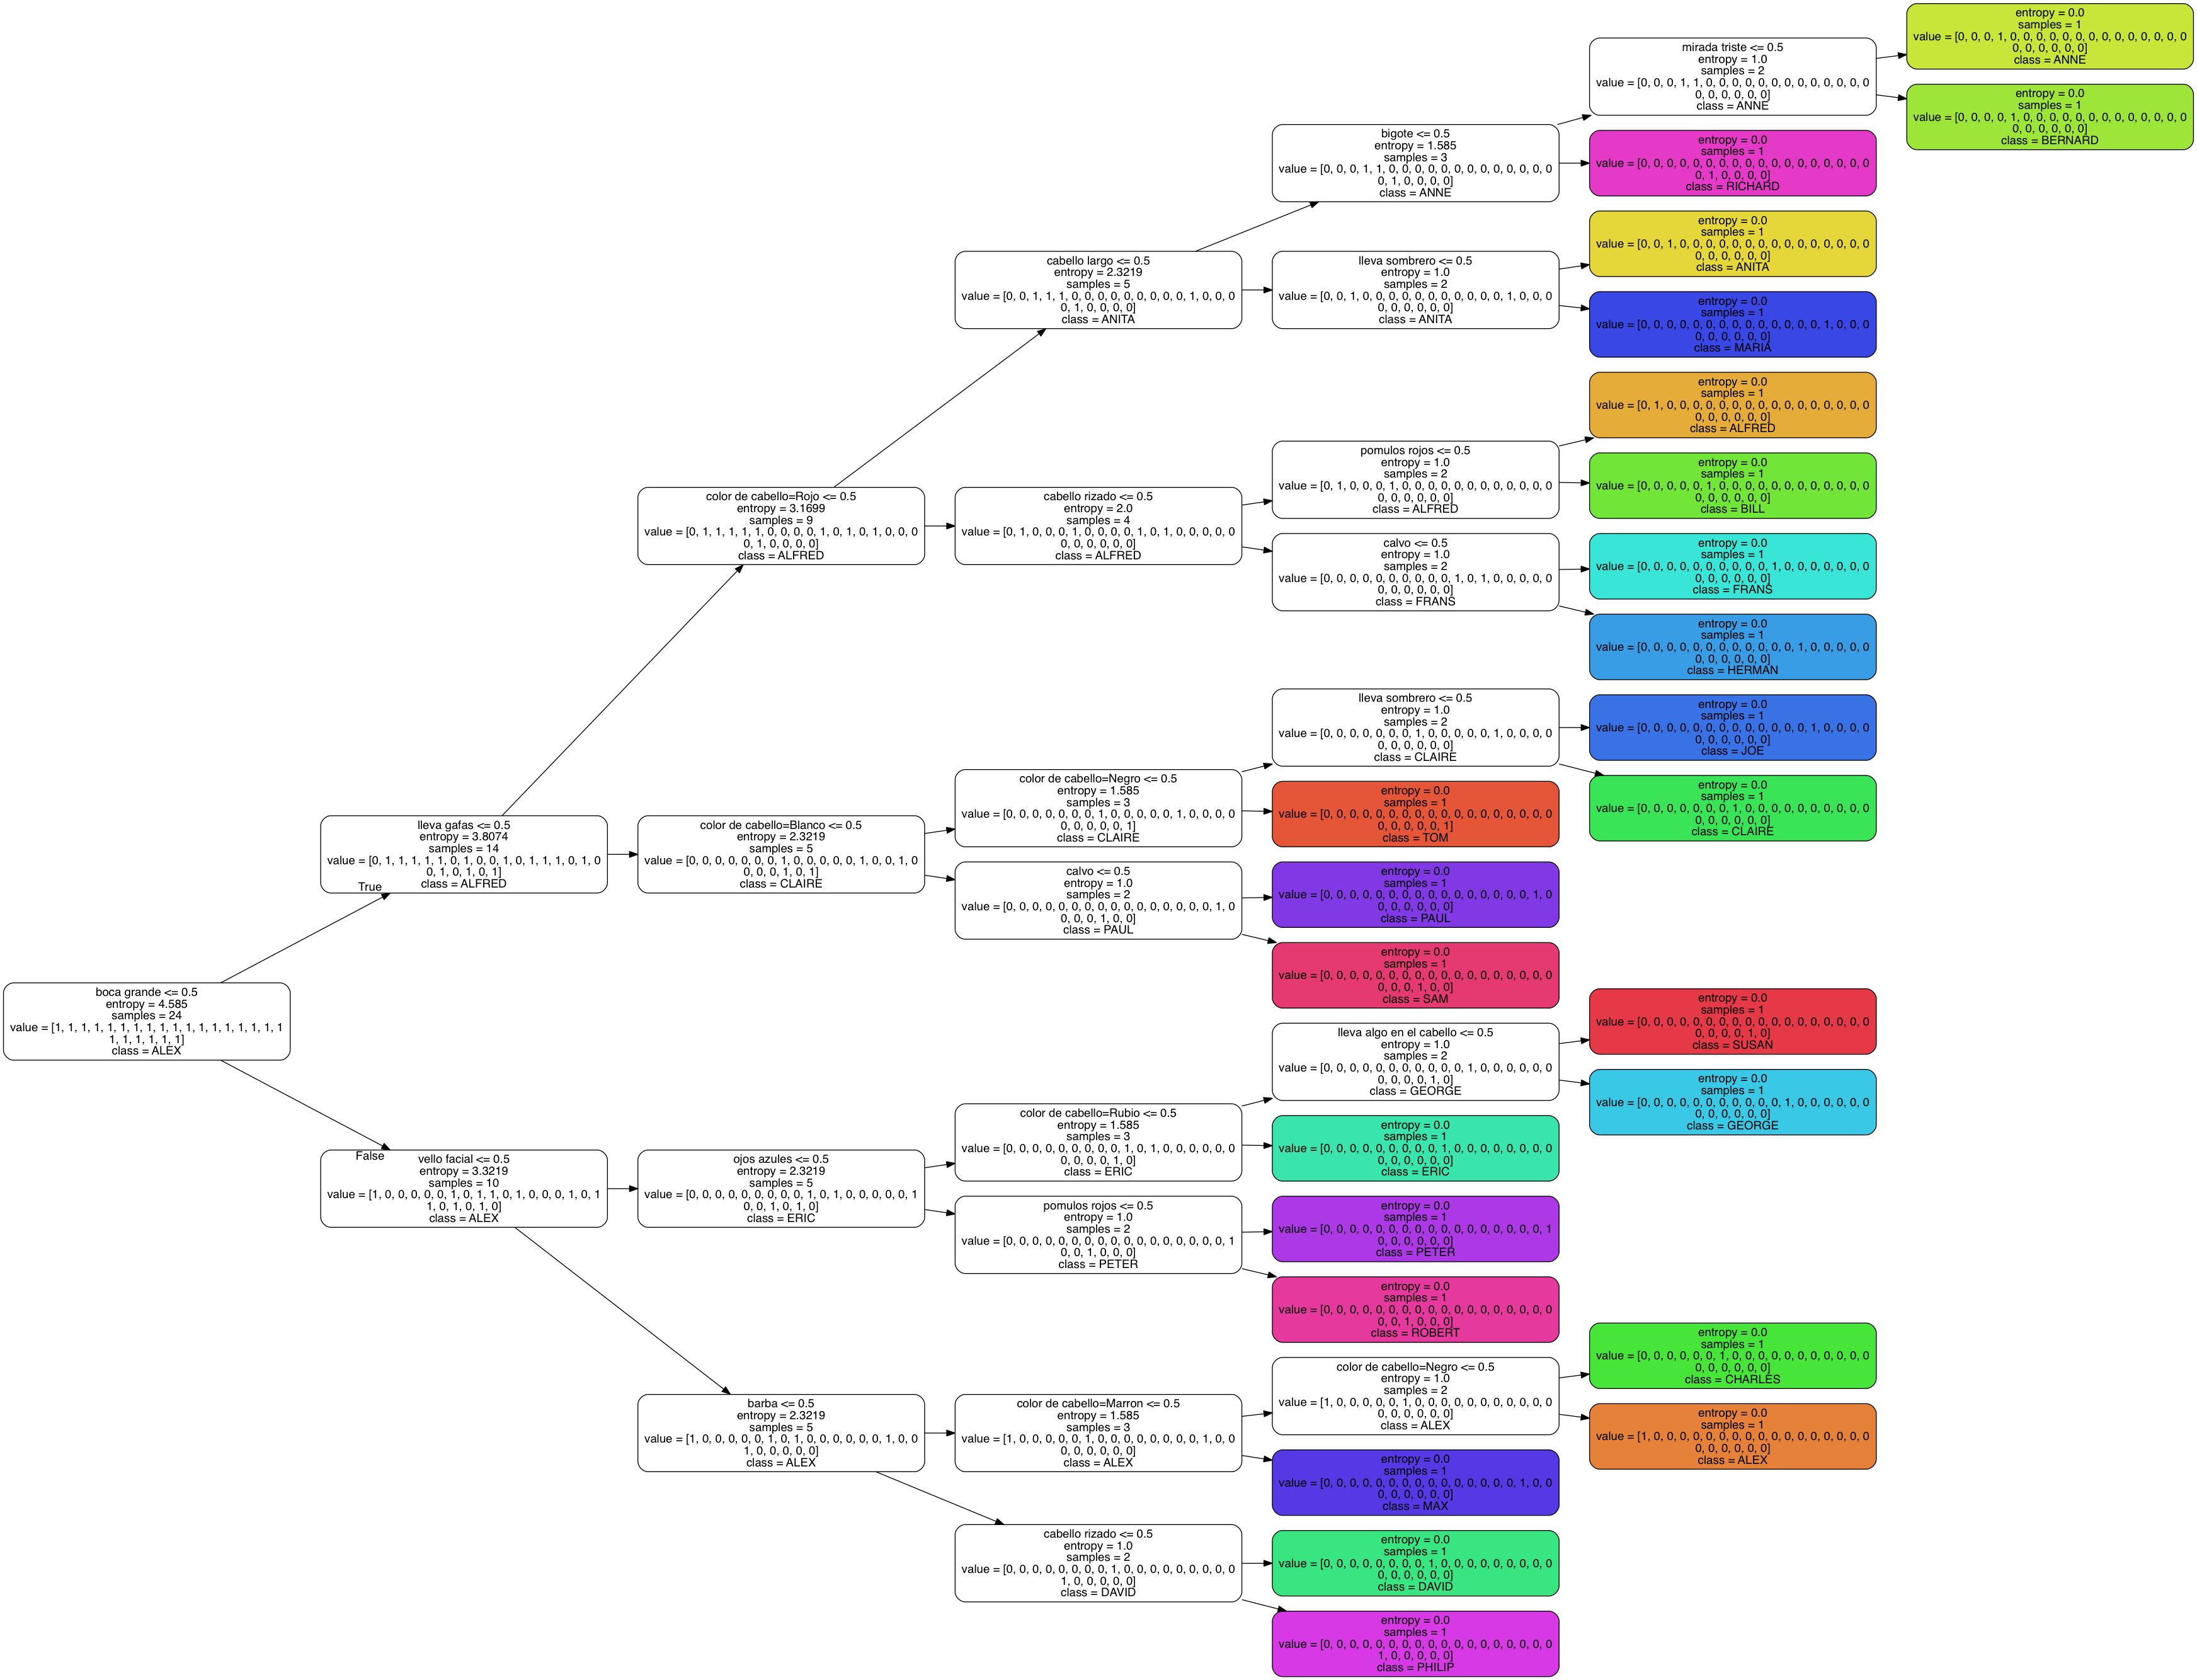 boca grande <= 0.5
entropy = 4.585
samples = 24
value = [1, 1, 1, 1, 1, 1, 1, 1, 1, 1, 1, 1, 1, 1, 1, 1, 1, 1
1, 1, 1, 1, 1, 1]
class = ALEX
True
False
lleva gafas <= 0.5
entropy = 3.8074
samples = 14
value = [0, 1, 1, 1, 1, 1, 0, 1, 0, 0, 1, 0, 1, 1, 1, 0, 1, 0
0, 1, 0, 1, 0, 1]
class = ALFRED
vello facial <= 0.5
entropy = 3.3219
samples = 10
value = [1, 0, 0, 0, 0, 0, 1, 0, 1, 1, 0, 1, 0, 0, 0, 1, 0, 1
1, 0, 1, 0, 1, 0]
class = ALEX
color de cabello=Rojo <= 0.5
entropy = 3.1699
samples = 9
value = [0, 1, 1, 1, 1, 1, 0, 0, 0, 0, 1, 0, 1, 0, 1, 0, 0, 0
0, 1, 0, 0, 0, 0]
class = ALFRED
color de cabello=Blanco <= 0.5
entropy = 2.3219
samples = 5
value = [0, 0, 0, 0, 0, 0, 0, 1, 0, 0, 0, 0, 0, 1, 0, 0, 1, 0
0, 0, 0, 1, 0, 1]
class = CLAIRE
ojos azules <= 0.5
entropy = 2.3219
samples = 5
value = [0, 0, 0, 0, 0, 0, 0, 0, 0, 1, 0, 1, 0, 0, 0, 0, 0, 1
0, 0, 1, 0, 1, 0]
class = ERIC
barba <= 0.5
entropy = 2.3219
samples = 5
value = [1, 0, 0, 0, 0, 0, 1, 0, 1, 0, 0, 0, 0, 0, 0, 1, 0, 0
1, 0, 0, 0, 0, 0]
class = ALEX
cabello largo <= 0.5
entropy = 2.3219
samples = 5
value = [0, 0, 1, 1, 1, 0, 0, 0, 0, 0, 0, 0, 0, 0, 1, 0, 0, 0
0, 1, 0, 0, 0, 0]
class = ANITA
cabello rizado <= 0.5
entropy = 2.0
samples = 4
value = [0, 1, 0, 0, 0, 1, 0, 0, 0, 0, 1, 0, 1, 0, 0, 0, 0, 0
0, 0, 0, 0, 0, 0]
class = ALFRED
color de cabello=Negro <= 0.5
entropy = 1.585
samples = 3
value = [0, 0, 0, 0, 0, 0, 0, 1, 0, 0, 0, 0, 0, 1, 0, 0, 0, 0
0, 0, 0, 0, 0, 1]
class = CLAIRE
calvo <= 0.5
entropy = 1.0
samples = 2
value = [0, 0, 0, 0, 0, 0, 0, 0, 0, 0, 0, 0, 0, 0, 0, 0, 1, 0
0, 0, 0, 1, 0, 0]
class = PAUL
color de cabello=Rubio <= 0.5
entropy = 1.585
samples = 3
value = [0, 0, 0, 0, 0, 0, 0, 0, 0, 1, 0, 1, 0, 0, 0, 0, 0, 0
0, 0, 0, 0, 1, 0]
class = ERIC
pomulos rojos <= 0.5
entropy = 1.0
samples = 2
value = [0, 0, 0, 0, 0, 0, 0, 0, 0, 0, 0, 0, 0, 0, 0, 0, 0, 1
0, 0, 1, 0, 0, 0]
class = PETER
color de cabello=Marron <= 0.5
entropy = 1.585
samples = 3
value = [1, 0, 0, 0, 0, 0, 1, 0, 0, 0, 0, 0, 0, 0, 0, 1, 0, 0
0, 0, 0, 0, 0, 0]
class = ALEX
cabello rizado <= 0.5
entropy = 1.0
samples = 2
value = [0, 0, 0, 0, 0, 0, 0, 0, 1, 0, 0, 0, 0, 0, 0, 0, 0, 0
1, 0, 0, 0, 0, 0]
class = DAVID
bigote <= 0.5
entropy = 1.585
samples = 3
value = [0, 0, 0, 1, 1, 0, 0, 0, 0, 0, 0, 0, 0, 0, 0, 0, 0, 0
0, 1, 0, 0, 0, 0]
class = ANNE
lleva sombrero <= 0.5
entropy = 1.0
samples = 2
value = [0, 0, 1, 0, 0, 0, 0, 0, 0, 0, 0, 0, 0, 0, 1, 0, 0, 0
0, 0, 0, 0, 0, 0]
class = ANITA
pomulos rojos <= 0.5
entropy = 1.0
samples = 2
value = [0, 1, 0, 0, 0, 1, 0, 0, 0, 0, 0, 0, 0, 0, 0, 0, 0, 0
0, 0, 0, 0, 0, 0]
class = ALFRED
calvo <= 0.5
entropy = 1.0
samples = 2
value = [0, 0, 0, 0, 0, 0, 0, 0, 0, 0, 1, 0, 1, 0, 0, 0, 0, 0
0, 0, 0, 0, 0, 0]
class = FRANS
lleva sombrero <= 0.5
entropy = 1.0
samples = 2
value = [0, 0, 0, 0, 0, 0, 0, 1, 0, 0, 0, 0, 0, 1, 0, 0, 0, 0
0, 0, 0, 0, 0, 0]
class = CLAIRE
entropy = 0.0
samples = 1
value = [0, 0, 0, 0, 0, 0, 0, 0, 0, 0, 0, 0, 0, 0, 0, 0, 0, 0
0, 0, 0, 0, 0, 1]
class = TOM
entropy = 0.0
samples = 1
value = [0, 0, 0, 0, 0, 0, 0, 0, 0, 0, 0, 0, 0, 0, 0, 0, 1, 0
0, 0, 0, 0, 0, 0]
class = PAUL
entropy = 0.0
samples = 1
value = [0, 0, 0, 0, 0, 0, 0, 0, 0, 0, 0, 0, 0, 0, 0, 0, 0, 0
0, 0, 0, 1, 0, 0]
class = SAM
lleva algo en el cabello <= 0.5
entropy = 1.0
samples = 2
value = [0, 0, 0, 0, 0, 0, 0, 0, 0, 0, 0, 1, 0, 0, 0, 0, 0, 0
0, 0, 0, 0, 1, 0]
class = GEORGE
entropy = 0.0
samples = 1
value = [0, 0, 0, 0, 0, 0, 0, 0, 0, 1, 0, 0, 0, 0, 0, 0, 0, 0
0, 0, 0, 0, 0, 0]
class = ERIC
entropy = 0.0
samples = 1
value = [0, 0, 0, 0, 0, 0, 0, 0, 0, 0, 0, 0, 0, 0, 0, 0, 0, 1
0, 0, 0, 0, 0, 0]
class = PETER
entropy = 0.0
samples = 1
value = [0, 0, 0, 0, 0, 0, 0, 0, 0, 0, 0, 0, 0, 0, 0, 0, 0, 0
0, 0, 1, 0, 0, 0]
class = ROBERT
color de cabello=Negro <= 0.5
entropy = 1.0
samples = 2
value = [1, 0, 0, 0, 0, 0, 1, 0, 0, 0, 0, 0, 0, 0, 0, 0, 0, 0
0, 0, 0, 0, 0, 0]
class = ALEX
entropy = 0.0
samples = 1
value = [0, 0, 0, 0, 0, 0, 0, 0, 0, 0, 0, 0, 0, 0, 0, 1, 0, 0
0, 0, 0, 0, 0, 0]
class = MAX
entropy = 0.0
samples = 1
value = [0, 0, 0, 0, 0, 0, 0, 0, 1, 0, 0, 0, 0, 0, 0, 0, 0, 0
0, 0, 0, 0, 0, 0]
class = DAVID
entropy = 0.0
samples = 1
value = [0, 0, 0, 0, 0, 0, 0, 0, 0, 0, 0, 0, 0, 0, 0, 0, 0, 0
1, 0, 0, 0, 0, 0]
class = PHILIP
mirada triste <= 0.5
entropy = 1.0
samples = 2
value = [0, 0, 0, 1, 1, 0, 0, 0, 0, 0, 0, 0, 0, 0, 0, 0, 0, 0
0, 0, 0, 0, 0, 0]
class = ANNE
entropy = 0.0
samples = 1
value = [0, 0, 0, 0, 0, 0, 0, 0, 0, 0, 0, 0, 0, 0, 0, 0, 0, 0
0, 1, 0, 0, 0, 0]
class = RICHARD
entropy = 0.0
samples = 1
value = [0, 0, 1, 0, 0, 0, 0, 0, 0, 0, 0, 0, 0, 0, 0, 0, 0, 0
0, 0, 0, 0, 0, 0]
class = ANITA
entropy = 0.0
samples = 1
value = [0, 0, 0, 0, 0, 0, 0, 0, 0, 0, 0, 0, 0, 0, 1, 0, 0, 0
0, 0, 0, 0, 0, 0]
class = MARIA
entropy = 0.0
samples = 1
value = [0, 1, 0, 0, 0, 0, 0, 0, 0, 0, 0, 0, 0, 0, 0, 0, 0, 0
0, 0, 0, 0, 0, 0]
class = ALFRED
entropy = 0.0
samples = 1
value = [0, 0, 0, 0, 0, 1, 0, 0, 0, 0, 0, 0, 0, 0, 0, 0, 0, 0
0, 0, 0, 0, 0, 0]
class = BILL
entropy = 0.0
samples = 1
value = [0, 0, 0, 0, 0, 0, 0, 0, 0, 0, 1, 0, 0, 0, 0, 0, 0, 0
0, 0, 0, 0, 0, 0]
class = FRANS
entropy = 0.0
samples = 1
value = [0, 0, 0, 0, 0, 0, 0, 0, 0, 0, 0, 0, 1, 0, 0, 0, 0, 0
0, 0, 0, 0, 0, 0]
class = HERMAN
entropy = 0.0
samples = 1
value = [0, 0, 0, 0, 0, 0, 0, 0, 0, 0, 0, 0, 0, 1, 0, 0, 0, 0
0, 0, 0, 0, 0, 0]
class = JOE
entropy = 0.0
samples = 1
value = [0, 0, 0, 0, 0, 0, 0, 1, 0, 0, 0, 0, 0, 0, 0, 0, 0, 0
0, 0, 0, 0, 0, 0]
class = CLAIRE
entropy = 0.0
samples = 1
value = [0, 0, 0, 0, 0, 0, 0, 0, 0, 0, 0, 0, 0, 0, 0, 0, 0, 0
0, 0, 0, 0, 1, 0]
class = SUSAN
entropy = 0.0
samples = 1
value = [0, 0, 0, 0, 0, 0, 0, 0, 0, 0, 0, 1, 0, 0, 0, 0, 0, 0
0, 0, 0, 0, 0, 0]
class = GEORGE
entropy = 0.0
samples = 1
value = [0, 0, 0, 0, 0, 0, 1, 0, 0, 0, 0, 0, 0, 0, 0, 0, 0, 0
0, 0, 0, 0, 0, 0]
class = CHARLES
entropy = 0.0
samples = 1
value = [1, 0, 0, 0, 0, 0, 0, 0, 0, 0, 0, 0, 0, 0, 0, 0, 0, 0
0, 0, 0, 0, 0, 0]
class = ALEX
entropy = 0.0
samples = 1
value = [0, 0, 0, 1, 0, 0, 0, 0, 0, 0, 0, 0, 0, 0, 0, 0, 0, 0
0, 0, 0, 0, 0, 0]
class = ANNE
entropy = 0.0
samples = 1
value = [0, 0, 0, 0, 1, 0, 0, 0, 0, 0, 0, 0, 0, 0, 0, 0, 0, 0
0, 0, 0, 0, 0, 0]
class = BERNARD